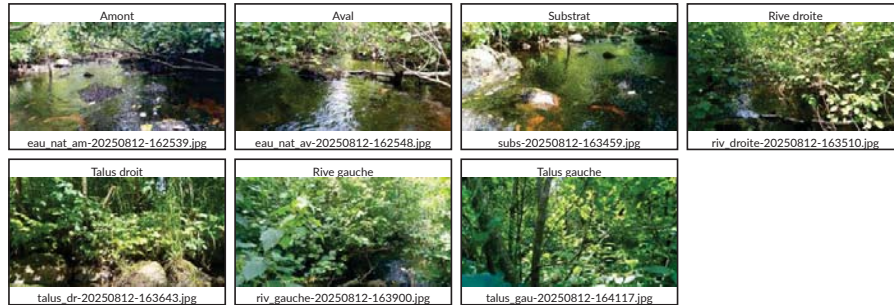 Amont
Aval
Substrat
Rive droite
eau_nat_am-20250812-162539.jpg
eau_nat_av-20250812-162548.jpg
subs-20250812-163459.jpg
riv_droite-20250812-163510.jpg
Talus droit
Rive gauche
Talus gauche
talus_dr-20250812-163643.jpg
riv_gauche-20250812-163900.jpg
talus_gau-20250812-164117.jpg